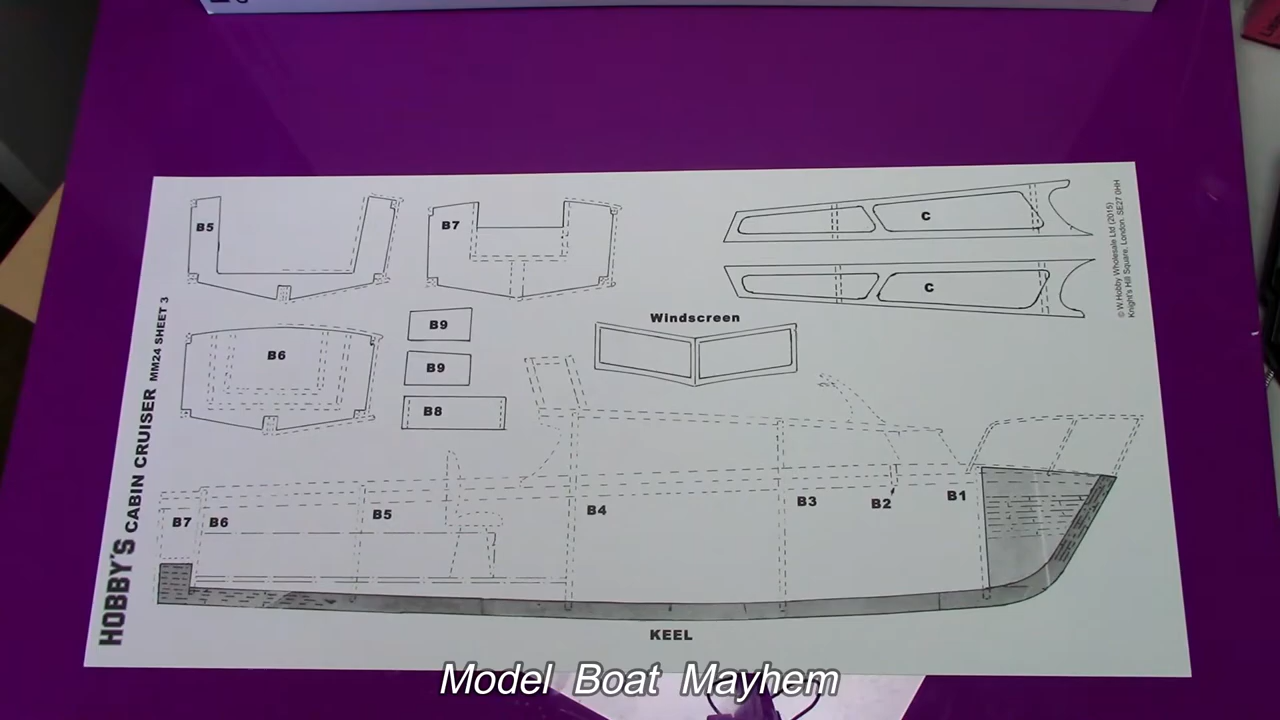 B5
B7
C
C
© W.Hobby Wholesale Ltd (2015)
Knight's Hill Square, London. SE27 0HH
Windscreen
B6
B9
B9
B8
HOBBY'S CABIN CRUISER MM24 SHEET 3
B7
B6
B5
B4
B3
B2
B1
KEEL
Model Boat Mayhem